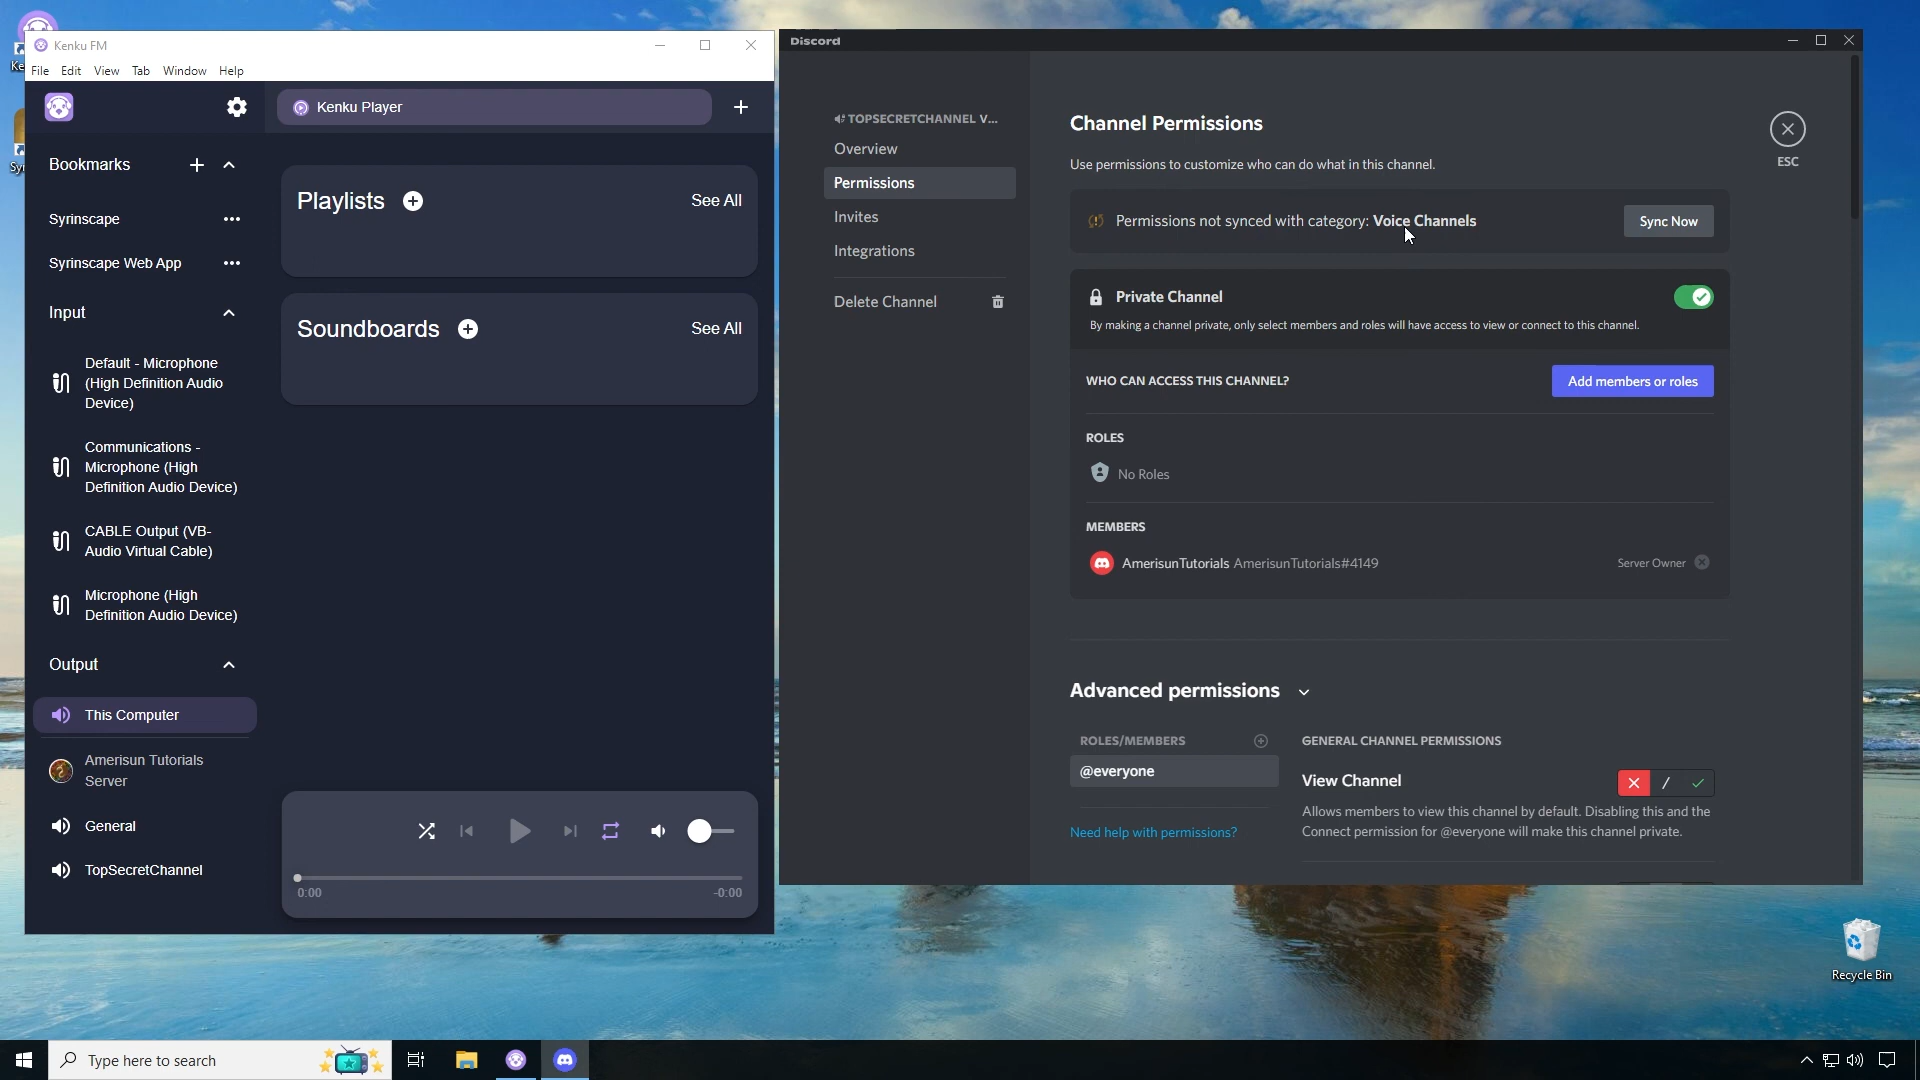 Kenku FM
File Edit View Tab Window Help
Kenku Player
Bookmarks
Syrinscape
Syrinscape Web App
Input
Default - Microphone
(High Definition Audio
Device)
Communications -
Microphone (High
Definition Audio Device)
CABLE Output (VB-
Audio Virtual Cable)
Microphone (High
Definition Audio Device)
Output
This Computer
Amerisun Tutorials
Server
General
TopSecretChannel
Playlists
See All
Soundboards
See All
0:00
-0:00
Discord
TOPSECRETCHANNEL V...
Overview
Permissions
Invites
Integrations
Delete Channel
Channel Permissions
Use permissions to customize who can do what in this channel.
ESC
Permissions not synced with category: Voice Channels
Sync Now
Private Channel
By making a channel private, only select members and roles will have access to view or connect to this channel.
WHO CAN ACCESS THIS CHANNEL?
Add members or roles
ROLES
No Roles
MEMBERS
AmerisunTutorials AmerisunTutorials#4149
Server Owner
Advanced permissions
ROLES/MEMBERS
@everyone
Need help with permissions?
GENERAL CHANNEL PERMISSIONS
View Channel
Allows members to view this channel by default. Disabling this and the
Connect permission for @everyone will make this channel private.
Recycle Bin
Type here to search